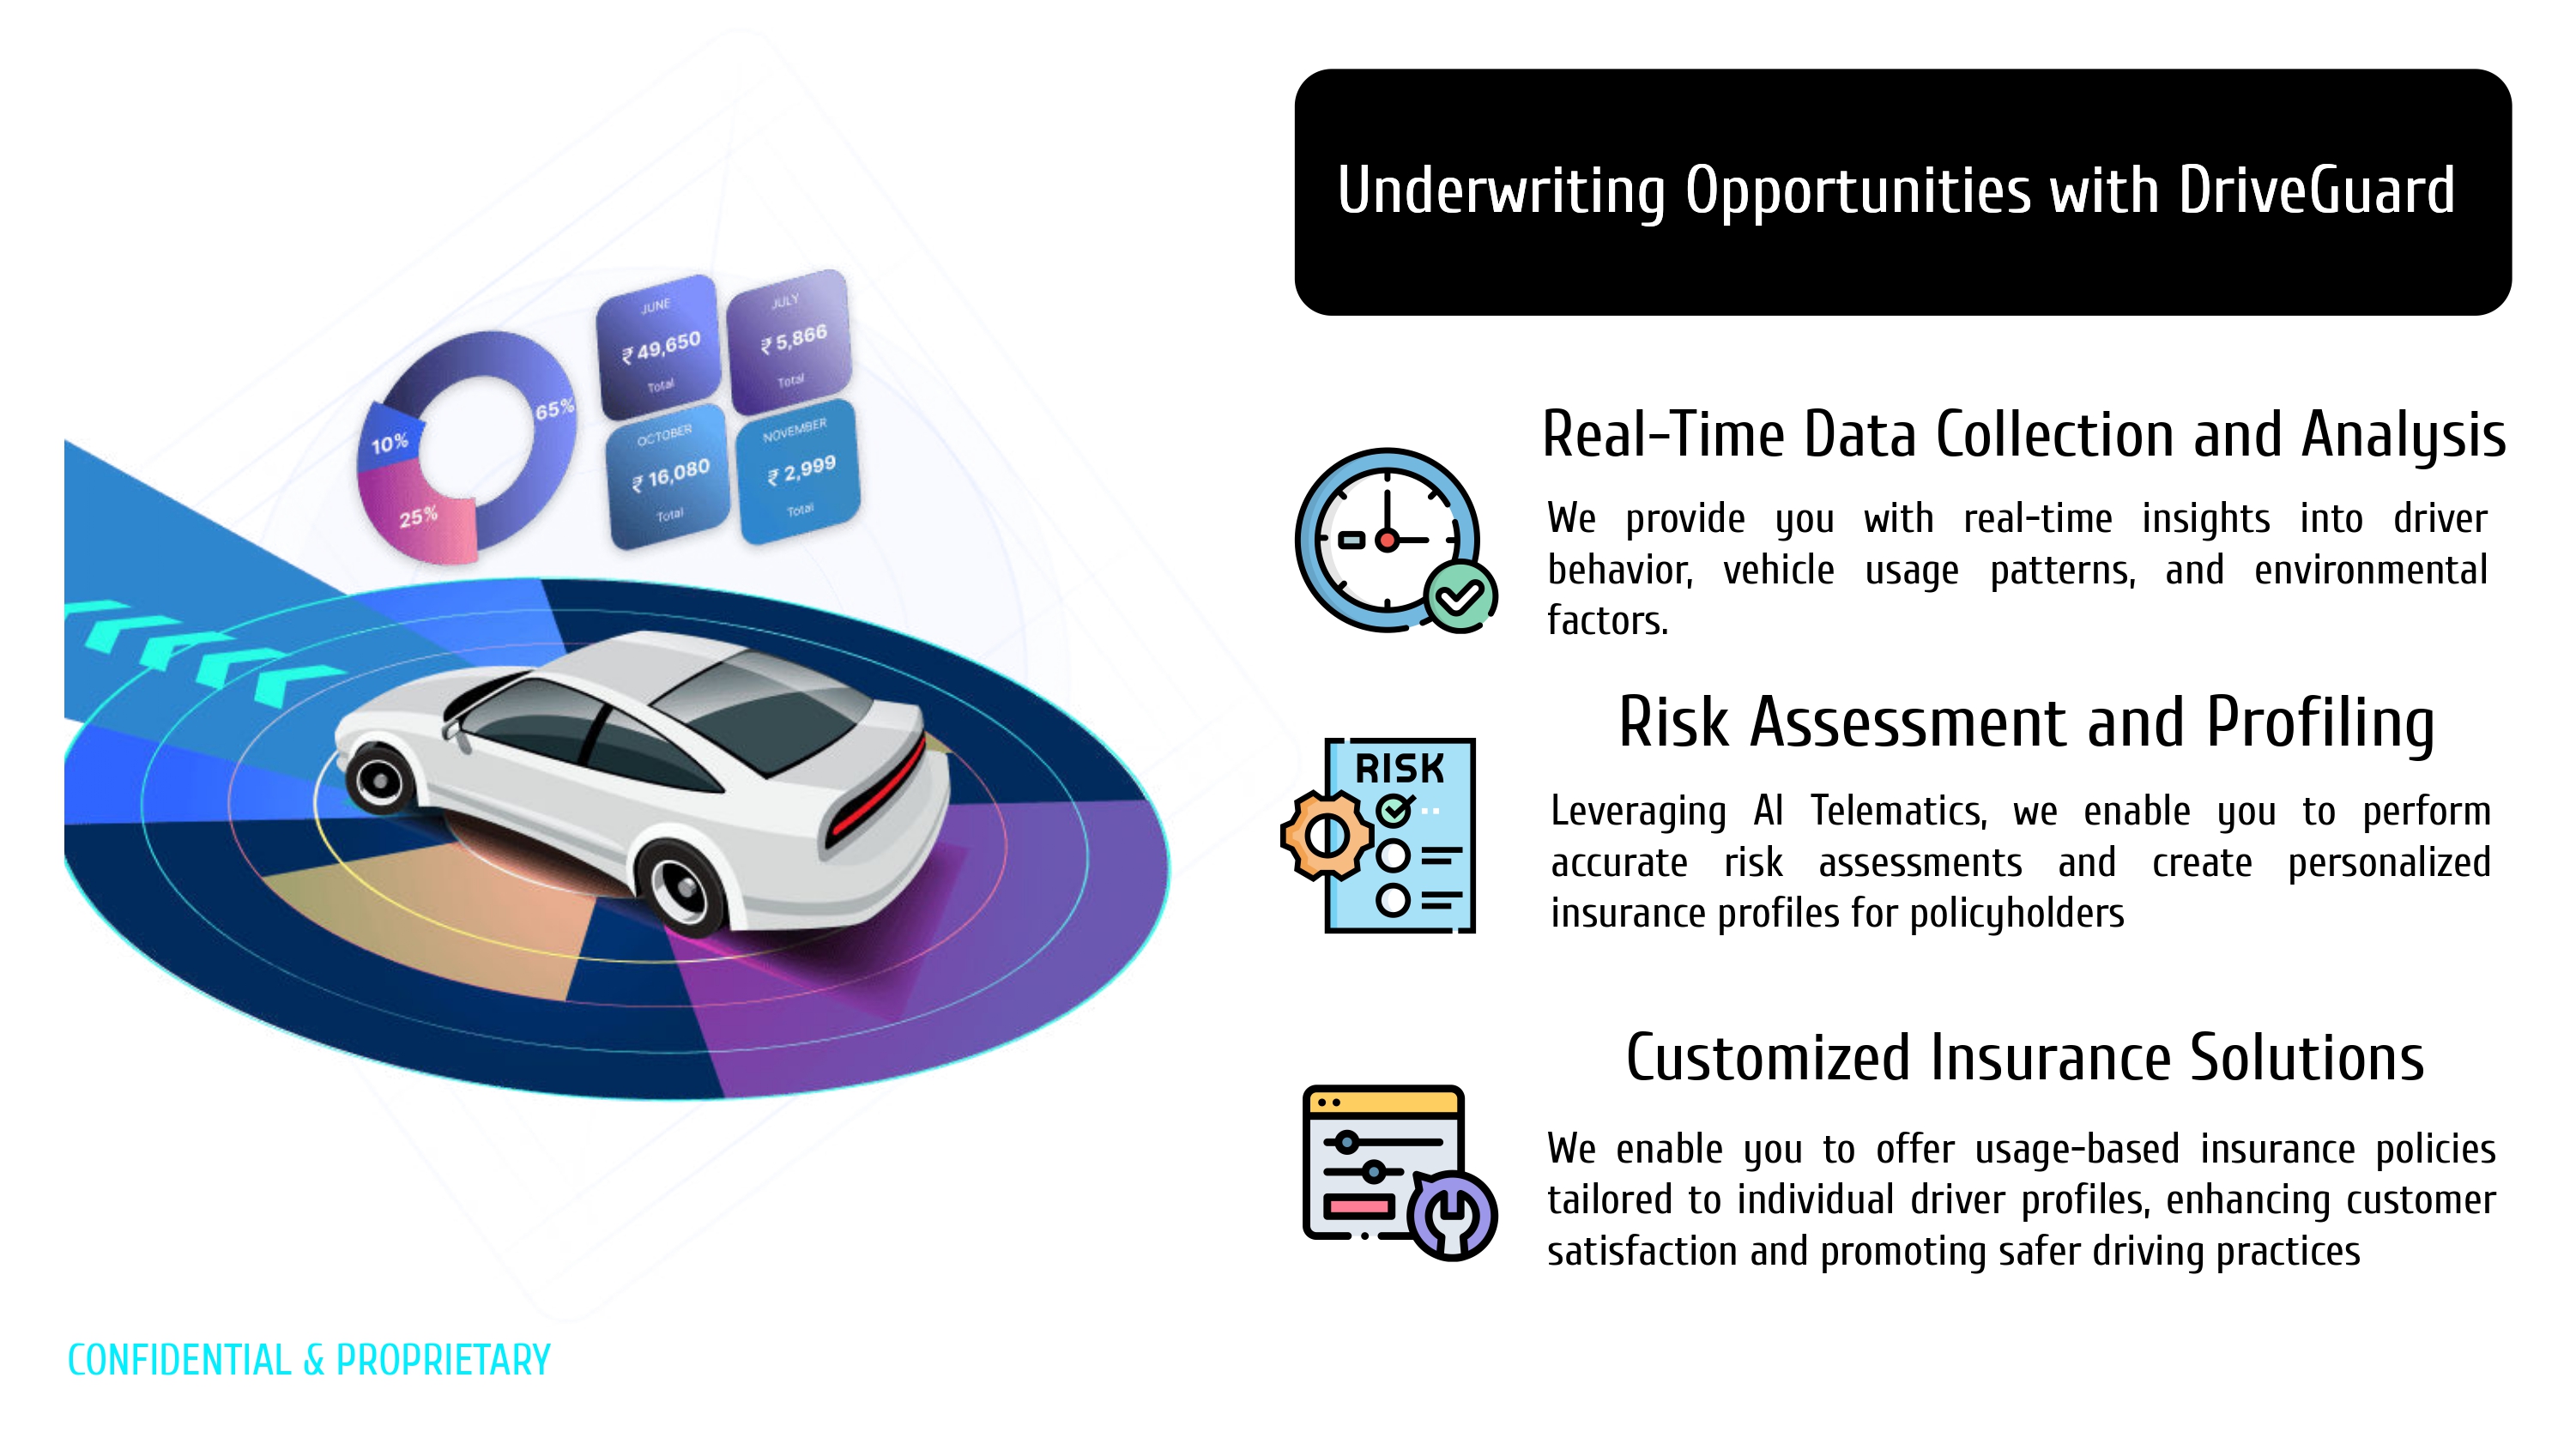 Underwriting Opportunities with DriveGuard
JUNE
₹ 49,650
Total
JULY
₹ 5,866
Total
OCTOBER
₹ 16,080
Total
NOVEMBER
₹ 2,999
Total
65%
10%
25%
Real-Time Data Collection and Analysis
We provide you with real-time insights into driver
behavior, vehicle usage patterns, and environmental
factors.
Risk Assessment and Profiling
RISK
Leveraging AI Telematics, we enable you to perform
accurate risk assessments and create personalized
insurance profiles for policyholders
Customized Insurance Solutions
We enable you to offer usage-based insurance policies
tailored to individual driver profiles, enhancing customer
satisfaction and promoting safer driving practices
CONFIDENTIAL & PROPRIETARY